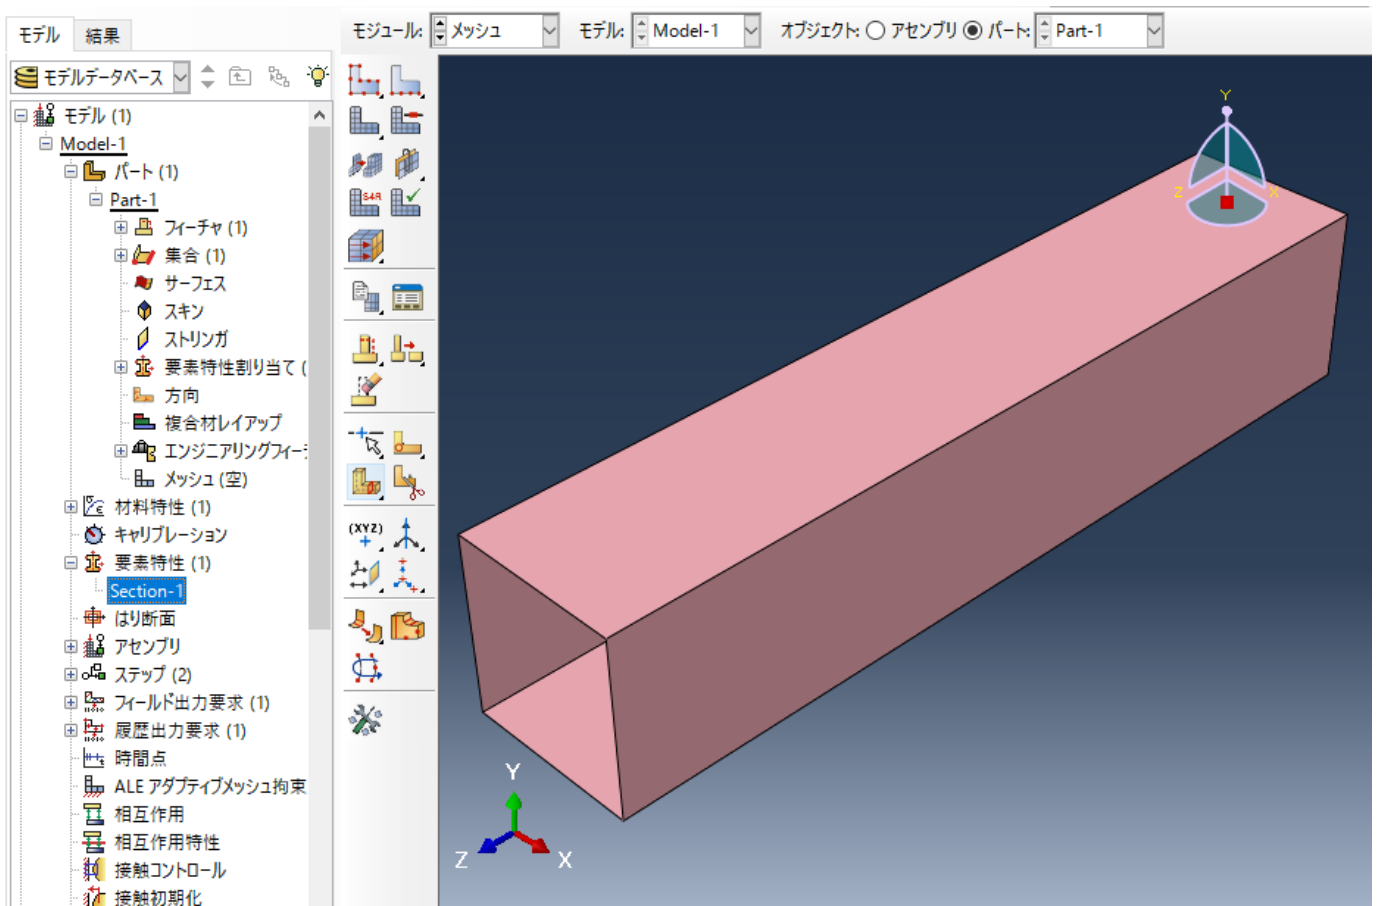 モデル 結果
モジュール: メッシュ モデル: Model-1 オブジェクト: アセンブリ パート: Part-1
モデルデータベース
モデル (1)
Model-1
パート (1)
Part-1
フィーチャ (1)
集合 (1)
サーフェス
スキン
ストリンガ
要素特性割り当て (
方向
複合材レイアップ
エンジニアリングフィー
メッシュ (空)
材料特性 (1)
キャリブレーション
要素特性 (1)
Section-1
はり断面
アセンブリ
ステップ (2)
フィールド出力要求 (1)
履歴出力要求 (1)
時間点
ALE アダプティブメッシュ拘束
相互作用
相互作用特性
接触コントロール
接触初期化
S4R
(XYZ)
Y
Z X
Y
Z X